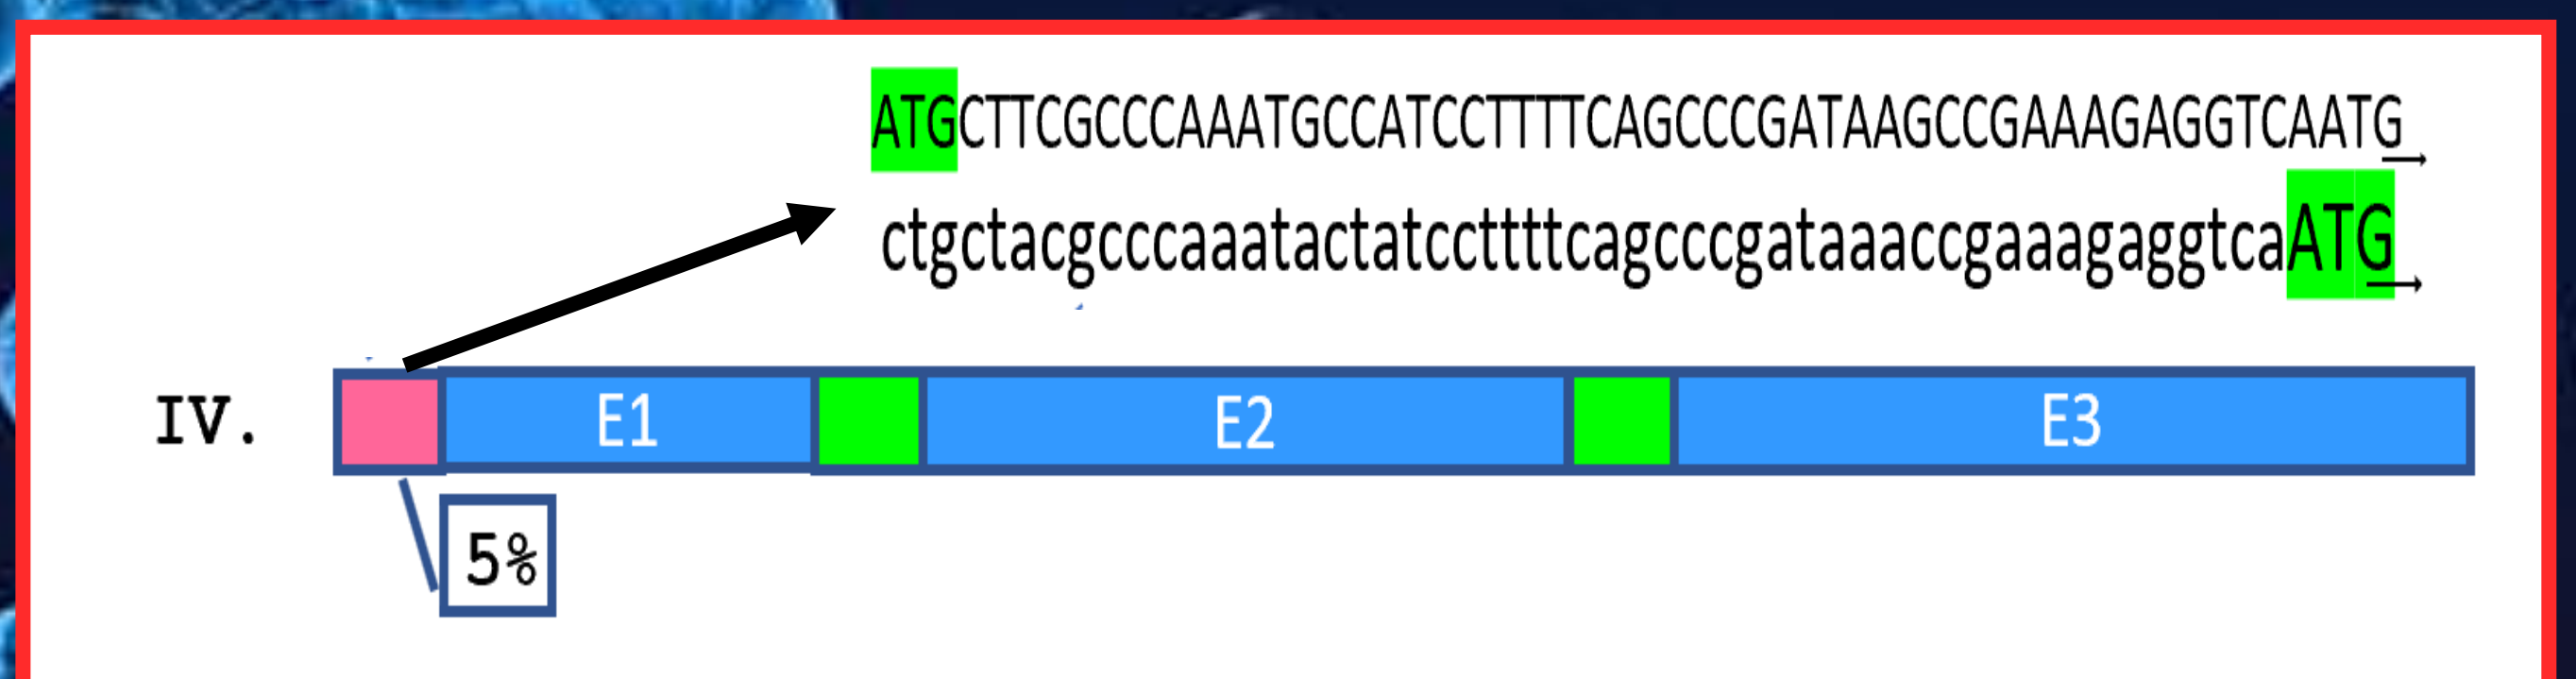 ATGCTTCGCCCAAATGCCATCCTTTTCAGCCCGATAAGCCGAAAGAGGTCAATG
ctgctacgcccaaatactatccttttcagcccgataaaccgaaagaggtcaATG
IV. E1 E2 E3
5%